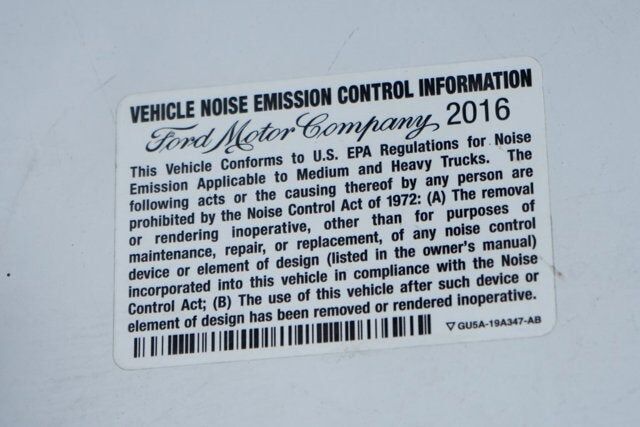 VEHICLE NOISE EMISSION CONTROL INFORMATION
Ford Motor Company 2016
This Vehicle Conforms to U.S. EPA Regulations for Noise
Emission Applicable to Medium and Heavy Trucks. The
following acts or the causing thereof by any person are
prohibited by the Noise Control Act of 1972: (A) The removal
or rendering inoperative, other than for purposes of
maintenance, repair, or replacement, of any noise control
device or element of design (listed in the owner's manual)
incorporated into this vehicle in compliance with the Noise
Control Act; (B) The use of this vehicle after such device or
element of design has been removed or rendered inoperative.
GU5A-19A347-AB